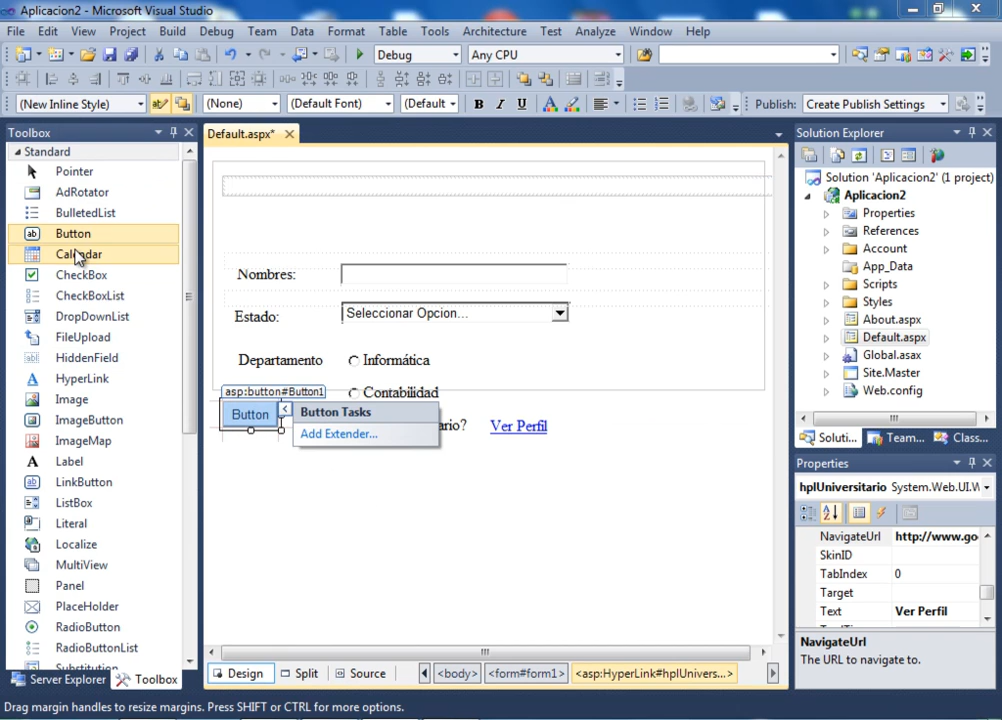 Aplicacion2 - Microsoft Visual Studio
File Edit View Project Build Debug Team Data Format Table Tools Architecture Test Analyze Window Help
Debug Any CPU
(New Inline Style) (None) (Default Font) (Default B I U A Publish: Create Publish Settings
Toolbox
Standard
Pointer
AdRotator
BulletedList
Button
Calendar
CheckBox
CheckBoxList
DropDownList
FileUpload
HiddenField
HyperLink
Image
ImageButton
ImageMap
Label
LinkButton
ListBox
Literal
Localize
MultiView
Panel
PlaceHolder
RadioButton
RadioButtonList
Substitution
Server Explorer Toolbox
Default.aspx*
Nombres:
Estado: Seleccionar Opcion...
Departamento Informática
Contabilidad
asp:button#Button1
Button
Button Tasks
Add Extender...
ario? Ver Perfil
Design Split Source <body> <form#form1> <asp:HyperLink#hplUnivers...>
Solution Explorer
Solution 'Aplicacion2' (1 project)
Aplicacion2
Properties
References
Account
App_Data
Scripts
Styles
About.aspx
Default.aspx
Global.asax
Site.Master
Web.config
Soluti... Team... Class...
Properties
hplUniversitario System.Web.UI.W
NavigateUrl http://www.go
SkinID
TabIndex 0
Target
Text Ver Perfil
NavigateUrl
The URL to navigate to.
Drag margin handles to resize margins. Press SHIFT or CTRL for more options.